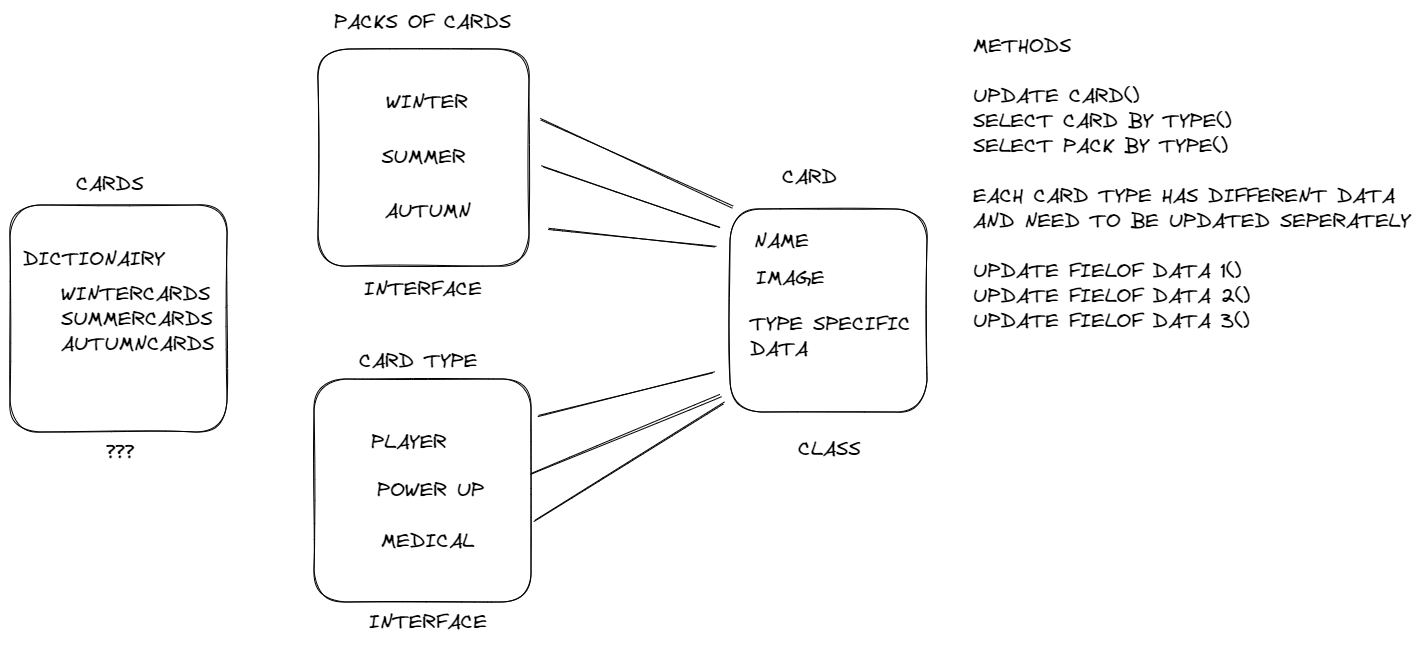 PACKS OF CARDS
WINTER
SUMMER
AUTUMN
INTERFACE
CARDS
DICTIONAIRY
WINTERCARDS
SUMMERCARDS
AUTUMNCARDS
???
CARD TYPE
PLAYER
POWER UP
MEDICAL
INTERFACE
CARD
NAME
IMAGE
TYPE SPECIFIC
DATA
CLASS
METHODS
UPDATE CARD()
SELECT CARD BY TYPE()
SELECT PACK BY TYPE()
EACH CARD TYPE HAS DIFFERENT DATA
AND NEED TO BE UPDATED SEPERATELY
UPDATE FIELOF DATA 1()
UPDATE FIELOF DATA 2()
UPDATE FIELOF DATA 3()